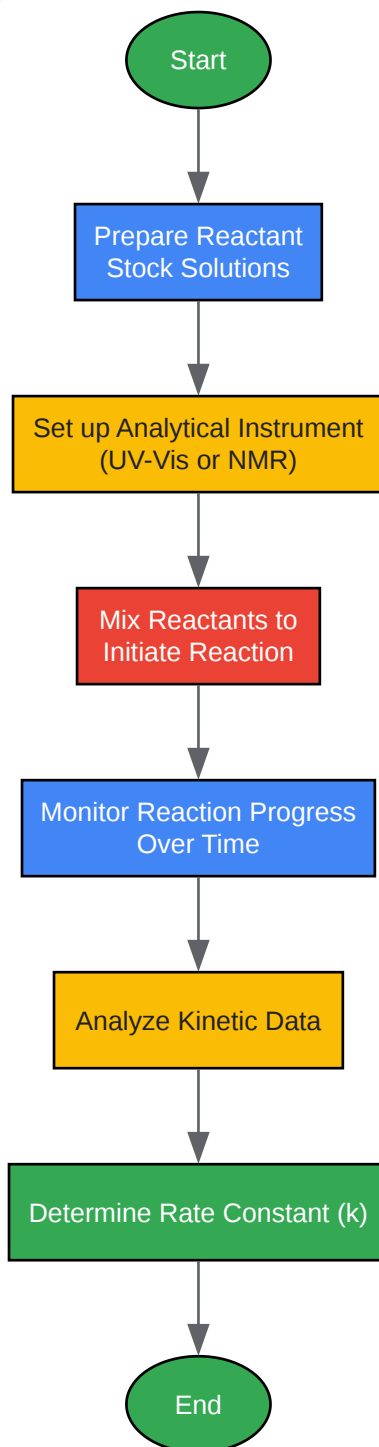 Start
Prepare Reactant
Stock Solutions
Set up Analytical Instrument
(UV-Vis or NMR)
Mix Reactants to
Initiate Reaction
Monitor Reaction Progress
Over Time
Analyze Kinetic Data
Determine Rate Constant (k)
End